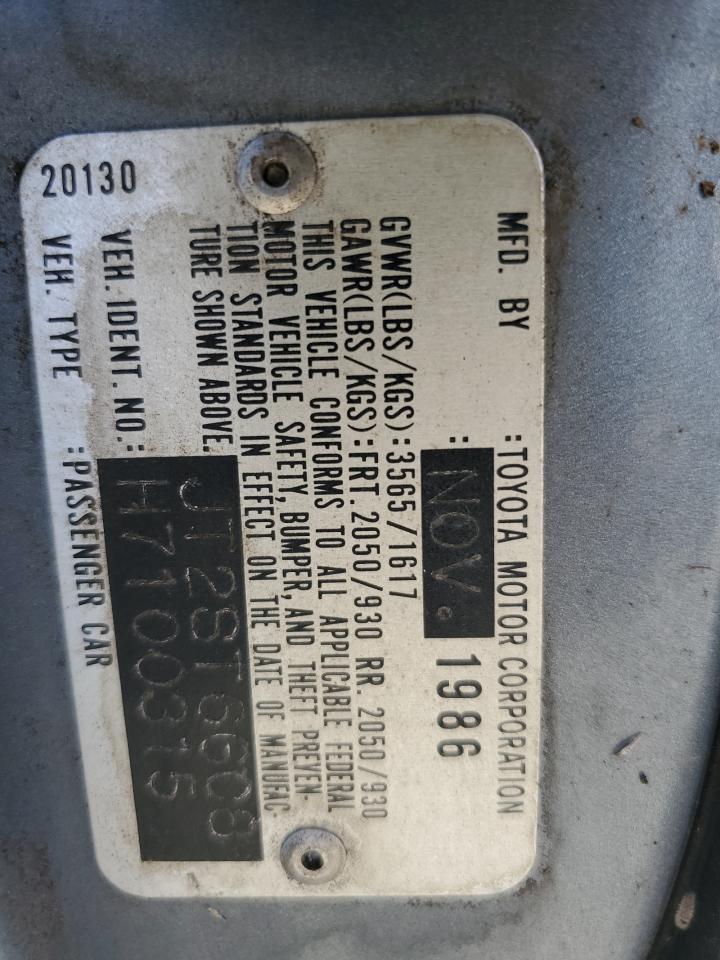 MFD. BY :TOYOTA MOTOR CORPORATION
: NOV. 1986
GVWR(LBS/KGS):3565/1617
GAWR(LBS/KGS):FRT. 2050/930 RR. 2050/930
THIS VEHICLE CONFORMS TO ALL APPLICABLE FEDERAL
MOTOR VEHICLE SAFETY, BUMPER, AND THEFT PREVEN-
TION STANDARDS IN EFFECT ON THE DATE OF MANUFAC-
TURE SHOWN ABOVE.
JT2ST66C8
VEH. IDENT. NO.: H7100315
VEH. TYPE :PASSENGER CAR
20130